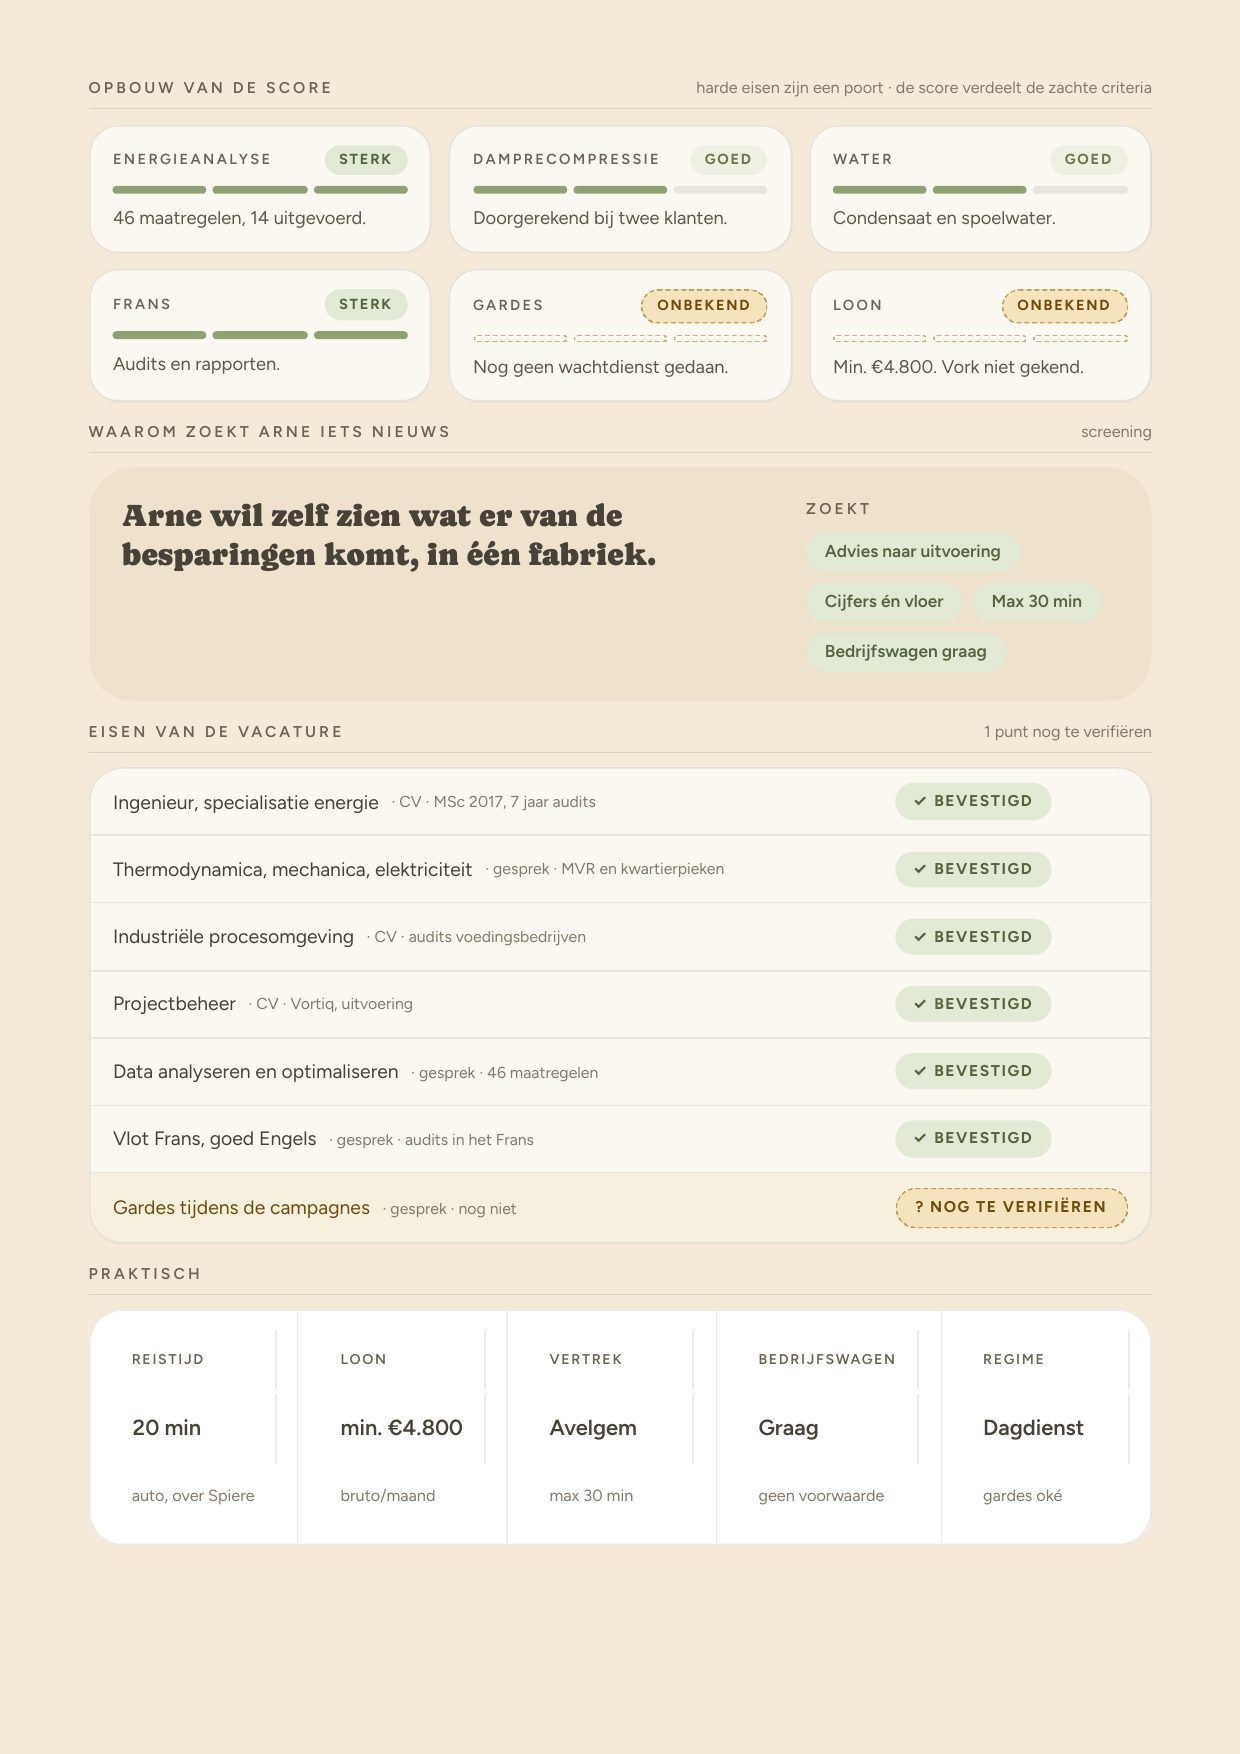 OPBOUW VAN DE SCORE
harde eisen zijn een poort · de score verdeelt de zachte criteria
ENERGIEANALYSE STERK
46 maatregelen, 14 uitgevoerd.
DAMPRECOMPRESSIE GOED
Doorgerekend bij twee klanten.
WATER GOED
Condensaat en spoelwater.
FRANS STERK
Audits en rapporten.
GARDES ONBEKEND
Nog geen wachtdienst gedaan.
LOON ONBEKEND
Min. €4.800. Vork niet gekend.
WAAROM ZOEKT ARNE IETS NIEUWS
screening
Arne wil zelf zien wat er van de
besparingen komt, in één fabriek.
ZOEKT
Advies naar uitvoering
Cijfers én vloer Max 30 min
Bedrijfswagen graag
EISEN VAN DE VACATURE
1 punt nog te verifiëren
Ingenieur, specialisatie energie · CV · MSc 2017, 7 jaar audits ✓ BEVESTIGD
Thermodynamica, mechanica, elektriciteit · gesprek · MVR en kwartierpieken ✓ BEVESTIGD
Industriële procesomgeving · CV · audits voedingsbedrijven ✓ BEVESTIGD
Projectbeheer · CV · Vortiq, uitvoering ✓ BEVESTIGD
Data analyseren en optimaliseren · gesprek · 46 maatregelen ✓ BEVESTIGD
Vlot Frans, goed Engels · gesprek · audits in het Frans ✓ BEVESTIGD
Gardes tijdens de campagnes · gesprek · nog niet ? NOG TE VERIFIËREN
PRAKTISCH
REISTIJD
20 min
auto, over Spiere
LOON
min. €4.800
bruto/maand
VERTREK
Avelgem
max 30 min
BEDRIJFSWAGEN
Graag
geen voorwaarde
REGIME
Dagdienst
gardes oké